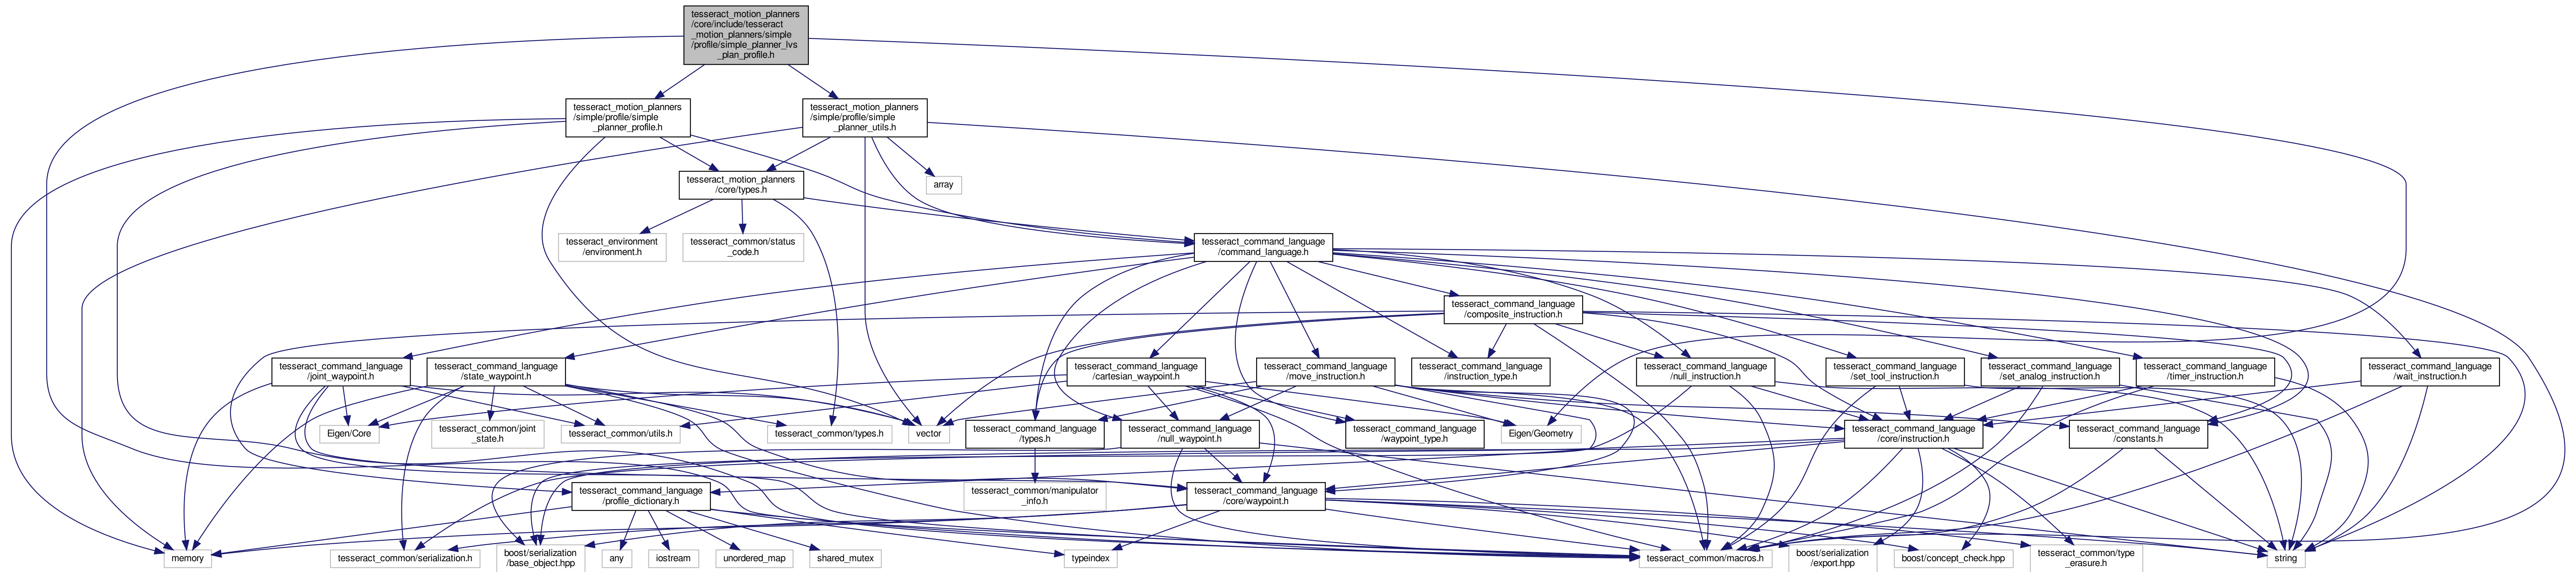 tesseract_motion_planners
/core/include/tesseract
_motion_planners/simple
/profile/simple_planner_lvs
_plan_profile.h
tesseract_motion_planners
/simple/profile/simple
_planner_profile.h
tesseract_motion_planners
/simple/profile/simple
_planner_utils.h
tesseract_motion_planners
/core/types.h
array
tesseract_environment
/environment.h
tesseract_common/status
_code.h
tesseract_command_language
/command_language.h
tesseract_command_language
/composite_instruction.h
tesseract_command_language
/joint_waypoint.h
tesseract_command_language
/state_waypoint.h
tesseract_command_language
/cartesian_waypoint.h
tesseract_command_language
/move_instruction.h
tesseract_command_language
/instruction_type.h
tesseract_command_language
/null_instruction.h
tesseract_command_language
/set_tool_instruction.h
tesseract_command_language
/set_analog_instruction.h
tesseract_command_language
/timer_instruction.h
tesseract_command_language
/wait_instruction.h
Eigen/Core
tesseract_common/joint
_state.h
tesseract_common/utils.h
tesseract_common/types.h
vector
tesseract_command_language
/types.h
tesseract_command_language
/null_waypoint.h
tesseract_command_language
/waypoint_type.h
Eigen/Geometry
tesseract_command_language
/core/instruction.h
tesseract_command_language
/constants.h
tesseract_command_language
/profile_dictionary.h
tesseract_common/manipulator
_info.h
tesseract_command_language
/core/waypoint.h
memory
tesseract_common/serialization.h
boost/serialization
/base_object.hpp
any
iostream
unordered_map
shared_mutex
typeindex
tesseract_common/macros.h
boost/serialization
/export.hpp
boost/concept_check.hpp
tesseract_common/type
_erasure.h
string